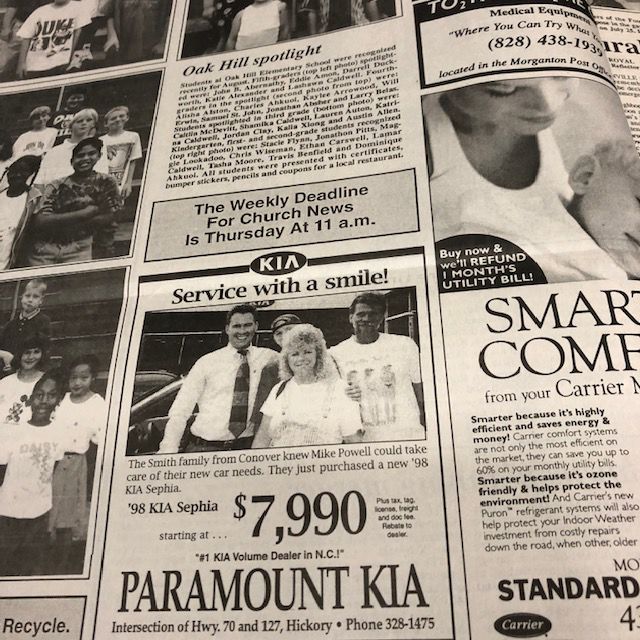 DUKE
Oak Hill spotlight
Students at Oak Hill Elementary School were recognized
recently for August. Fifth-graders (top left photo) spotlight-
ed were: John B. Abernathy, Eddie Amon, Darrell Duck-
worth, Katie Alexander and Lashawn Caldwell. Fourth-
graders in the spotlight (second photo from top) were:
Alisha Austin, Charlie Ahkuoi, Kaylee Arrowood, Will
Erwin, Samuel St. John, Jonathan Absher and Larry Belas.
Students spotlighted in third grade (bottom photo) were:
Caitlin McDevitt, Shumika Caldwell, Lauren Auton, Katri-
na Caldwell, Jordan Clay, Kalia Xiong and Austin Hall.
Kindergarten, first- and second-grade students recognized
(top right photo) were: Stacie Flynn, Jonathon Pitts, Mag-
gie Lookadoo, Chris Wiseman, Ethan Carswell, Lamar
Caldwell, Tasha Moore, Travis Benfield and Dominique
Ahkuoi. All students were presented with certificates,
bumper stickers, pencils and coupons for a local restaurant.
The Weekly Deadline
For Church News
Is Thursday At 11 a.m.
KIA
Service with a smile!
The Smith family from Conover knew Mike Powell could take
care of their new car needs. They just purchased a new '98
KIA Sephia.
'98 KIA Sephia
starting at . . . $7,990
Plus tax, tag,
license, freight
and doc fee.
Rebate to
dealer.
"#1 KIA Volume Dealer in N.C.!"
PARAMOUNT KIA
Intersection of Hwy. 70 and 127, Hickory • Phone 328-1475
Recycle.
Medical Equipment
"Where You Can Try What
(828) 438-193
located in the Morganton Post Off
Buy now &
we'll REFUND
1 MONTH'S
UTILITY BILL!
SMART
COMF
from your Carrier
Smarter because it's highly
efficient and saves energy &
money! Carrier comfort systems
are not only the most efficient on
the market, they can save you up to
60% on your monthly utility bills.
Smarter because it's ozone
friendly & helps protect the
environment! And Carrier's new
Puron™ refrigerant systems will also
help protect your Indoor Weather
investment from costly repairs
down the road, when other, older
MO
STANDARD
Carrier
4